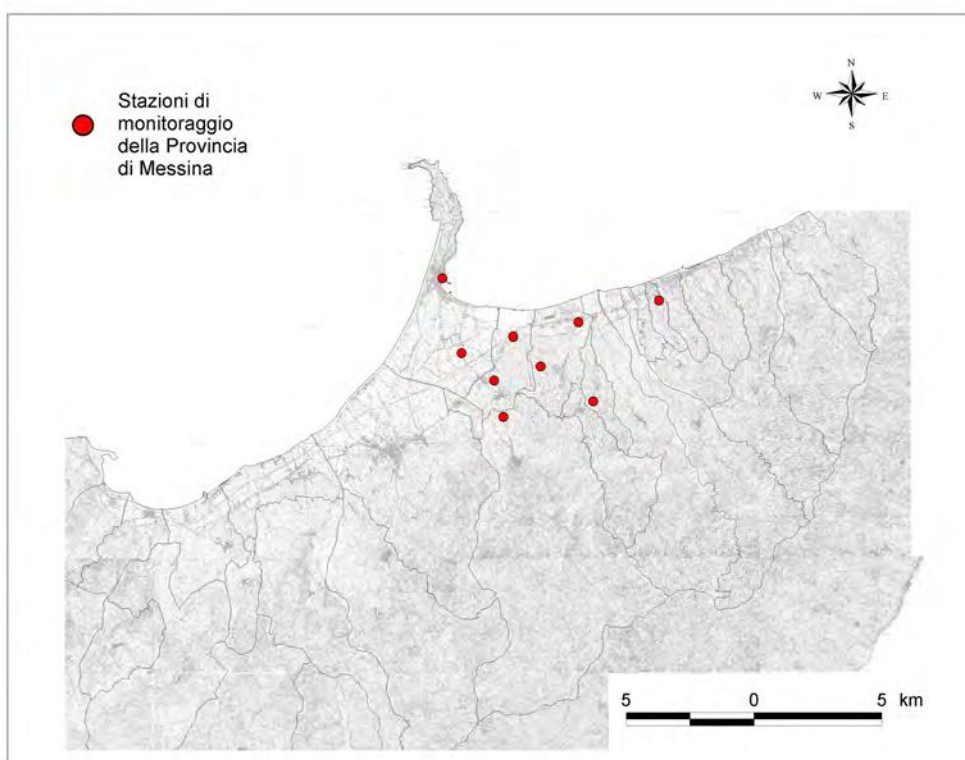 Stazioni di
monitoraggio
della Provincia
di Messina
N
W E
S
5 0 5 km